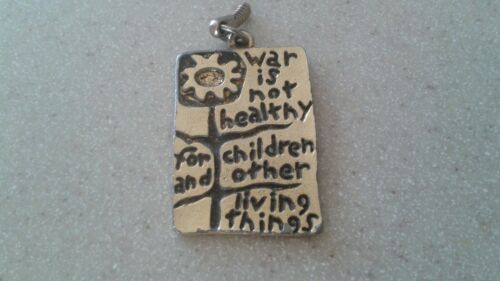 war
is
not
healthy
for children
and other
living
things